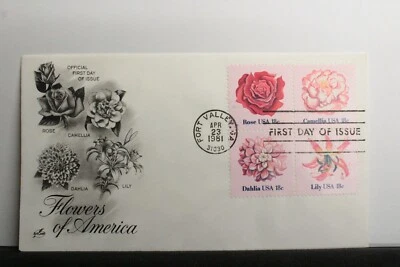 OFFICIAL
FIRST DAY
OF ISSUE
ROSE
CAMELLIA
DAHLIA
LILY
Flowers
of America
FORT VALLEY, GA
APR
23
1981
31030
FIRST DAY OF ISSUE
Rose USA 18c
Camellia USA 18c
Dahlia USA 18c
Lily USA 18c